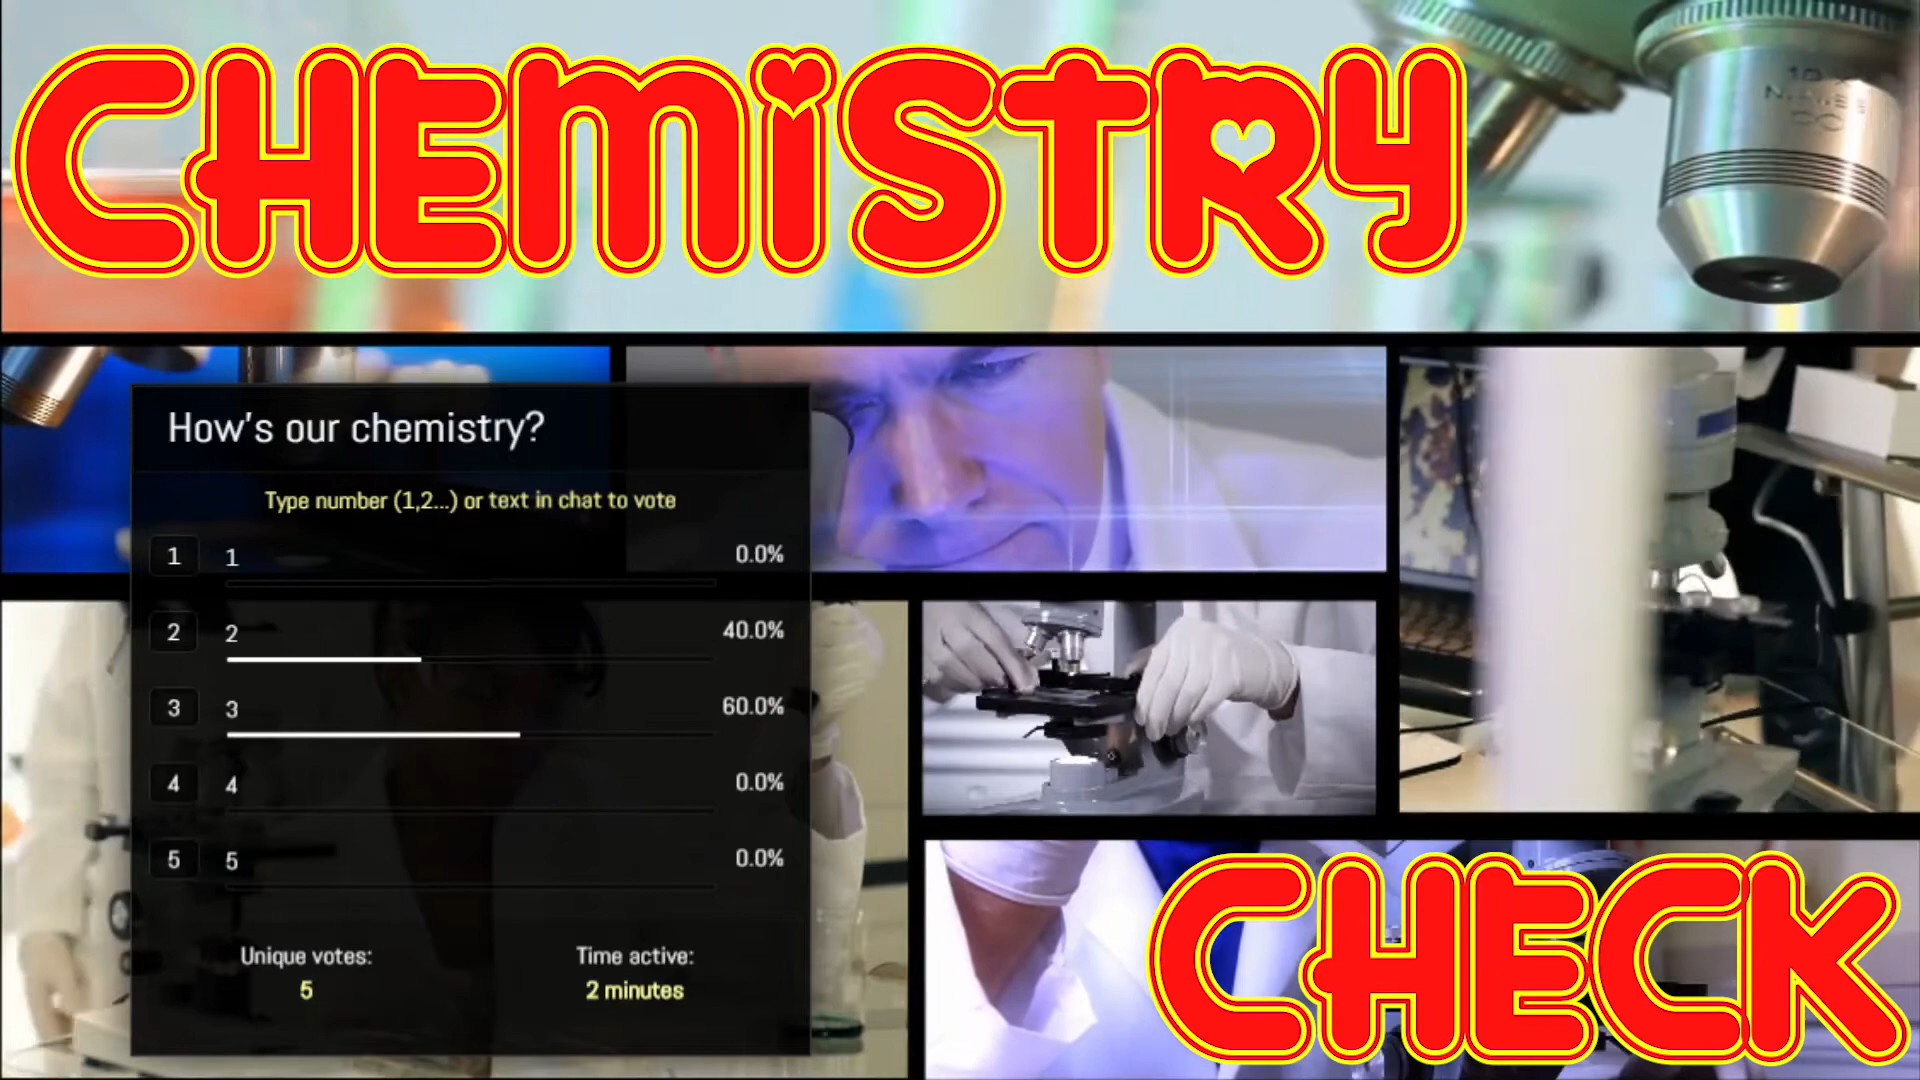 CHEMiSTRY
How's our chemistry?
Type number (1,2...) or text in chat to vote
1 1 0.0%
2 2 40.0%
3 3 60.0%
4 4 0.0%
5 5 0.0%
Unique votes: Time active:
5 2 minutes
CHECK